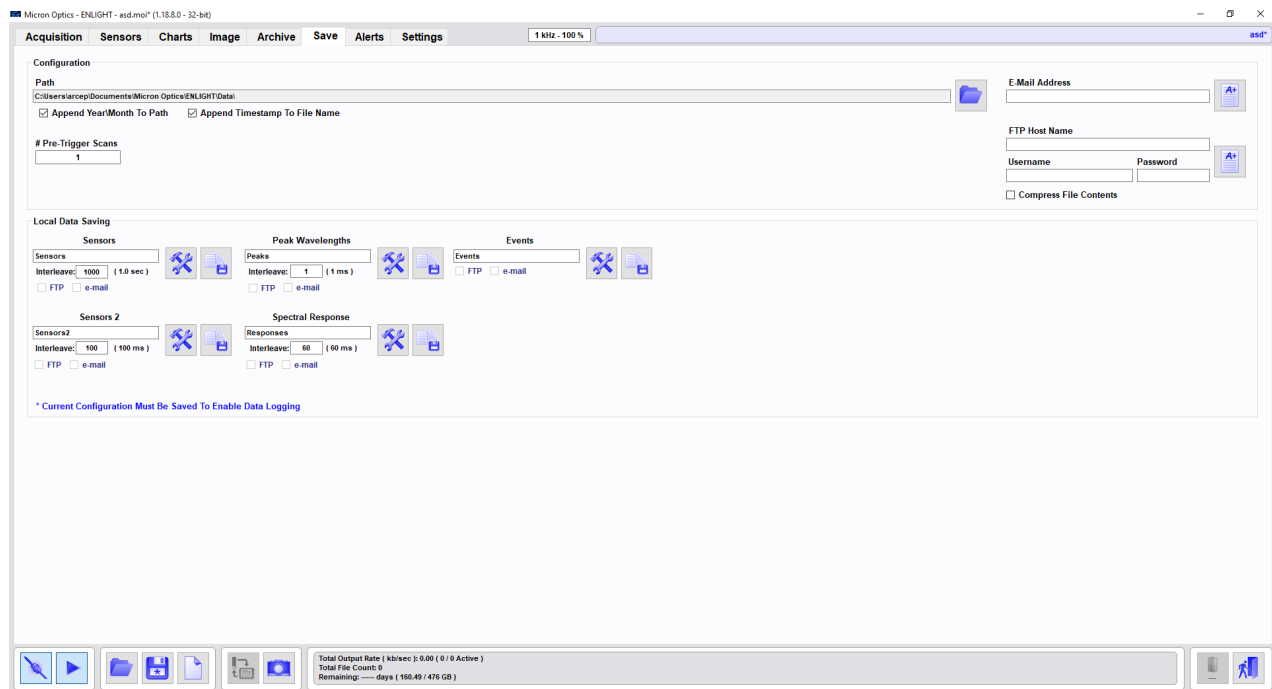 Micron Optics - ENLIGHT - asd.moi* (1.18.8.0 - 32-bit)
Acquisition Sensors Charts Image Archive Save Alerts Settings 1 kHz - 100 % asd*
Configuration
Path
C:\Users\arcep\Documents\Micron Optics\ENLIGHT\Data\
Append Year\Month To Path Append Timestamp To File Name
# Pre-Trigger Scans
1
E-Mail Address
A+
FTP Host Name
A+
Username Password
Compress File Contents
Local Data Saving
Sensors
Sensors
Interleave: 1000 ( 1.0 sec )
FTP e-mail
Peak Wavelengths
Peaks
Interleave: 1 ( 1 ms )
FTP e-mail
Events
Events
FTP e-mail
Sensors 2
Sensors2
Interleave: 100 ( 100 ms )
FTP e-mail
Spectral Response
Responses
Interleave: 60 ( 60 ms )
FTP e-mail
* Current Configuration Must Be Saved To Enable Data Logging
Total Output Rate ( kb/sec ): 0.00 ( 0 / 0 Active )
Total File Count: 0
Remaining: ----- days ( 160.49 / 476 GB )